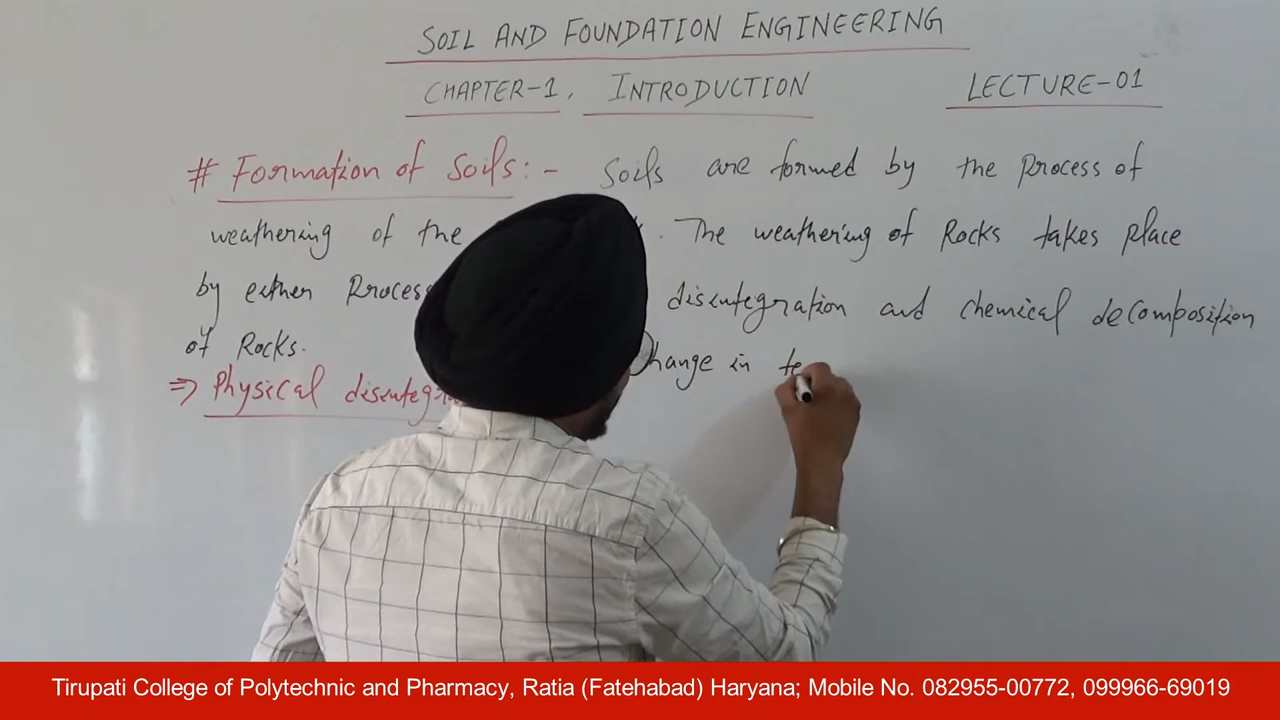 SOIL AND FOUNDATION ENGINEERING
CHAPTER-1, INTRODUCTION LECTURE-01
# Formation of Soils:- Soils are formed by the process of
weathering of the . The weathering of Rocks takes place
by either Process disintegration and chemical decomposition
of Rocks.
⇒ Physical hange in te
Tirupati College of Polytechnic and Pharmacy, Ratia (Fatehabad) Haryana; Mobile No. 082955-00772, 099966-69019